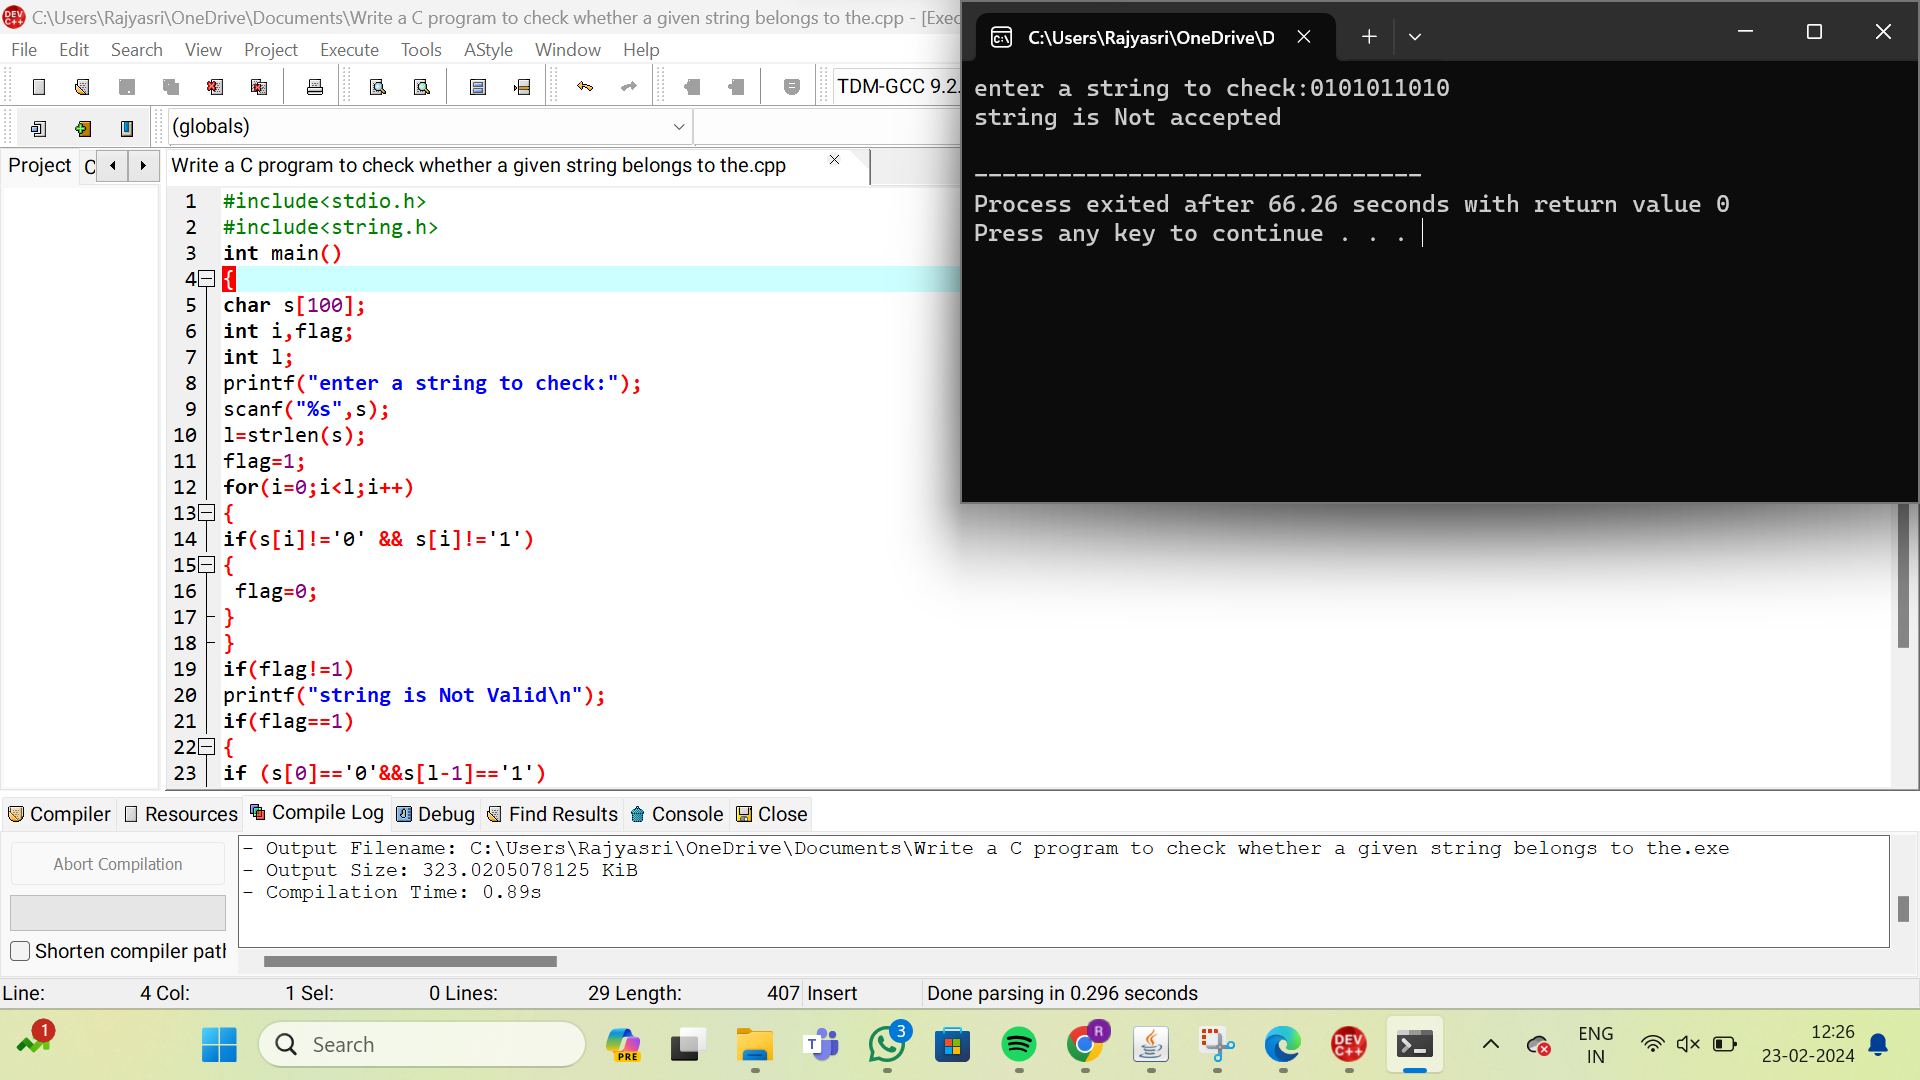 C:\Users\Rajyasri\OneDrive\Documents\Write a C program to check whether a given string belongs to the.cpp - [Exec
File Edit Search View Project Execute Tools AStyle Window Help
TDM-GCC 9.2.
(globals)
Project C
Write a C program to check whether a given string belongs to the.cpp
1 #include<stdio.h>
2 #include<string.h>
3 int main()
4 {
5 char s[100];
6 int i,flag;
7 int l;
8 printf("enter a string to check:");
9 scanf("%s",s);
10 l=strlen(s);
11 flag=1;
12 for(i=0;i<l;i++)
13 {
14 if(s[i]!='0' && s[i]!='1')
15 {
16 flag=0;
17 }
18 }
19 if(flag!=1)
20 printf("string is Not Valid\n");
21 if(flag==1)
22 {
23 if (s[0]=='0'&&s[l-1]=='1')
C:\Users\Rajyasri\OneDrive\D
enter a string to check:0101011010
string is Not accepted
--------------------------------
Process exited after 66.26 seconds with return value 0
Press any key to continue . . .
Compiler Resources Compile Log Debug Find Results Console Close
Abort Compilation
Shorten compiler path
- Output Filename: C:\Users\Rajyasri\OneDrive\Documents\Write a C program to check whether a given string belongs to the.exe
- Output Size: 323.0205078125 KiB
- Compilation Time: 0.89s
Line: 4 Col: 1 Sel: 0 Lines: 29 Length: 407 Insert Done parsing in 0.296 seconds
1
Search
PRE
T
3
R
DEV C++
ENG
IN
12:26
23-02-2024